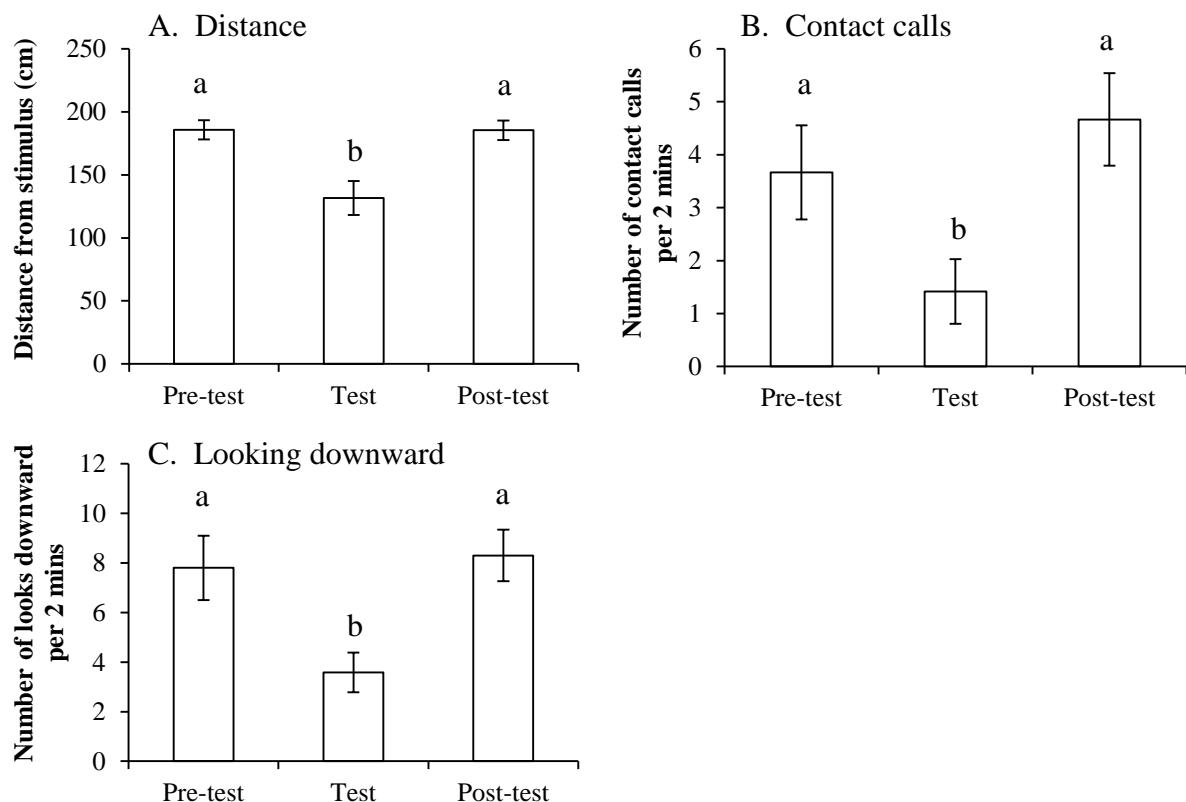 A. Distance
Distance from stimulus (cm)
250
200
150
100
50
0
a
b
a
Pre-test
Test
Post-test
B. Contact calls
Number of contact calls
per 2 mins
6
5
4
3
2
1
0
a
b
a
Pre-test
Test
Post-test
C. Looking downward
Number of looks downward
per 2 mins
12
10
8
6
4
2
0
a
b
a
Pre-test
Test
Post-test